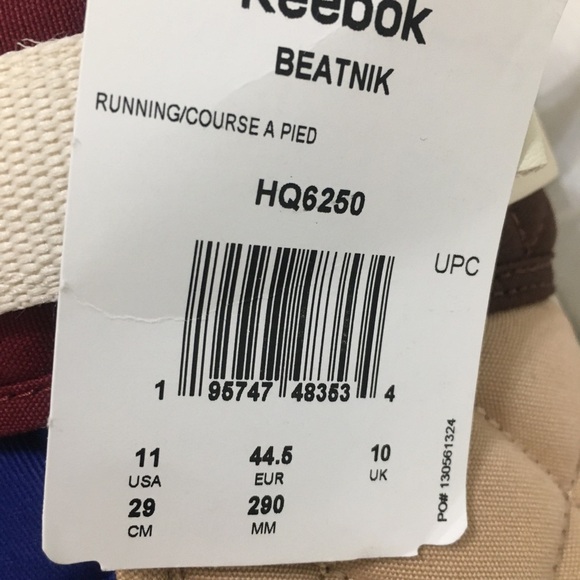 Reebok
BEATNIK
RUNNING/COURSE A PIED
HQ6250
UPC
1 95747 48353 4
11 44.5 10
USA EUR UK
29 290
CM MM
PO# 130561324